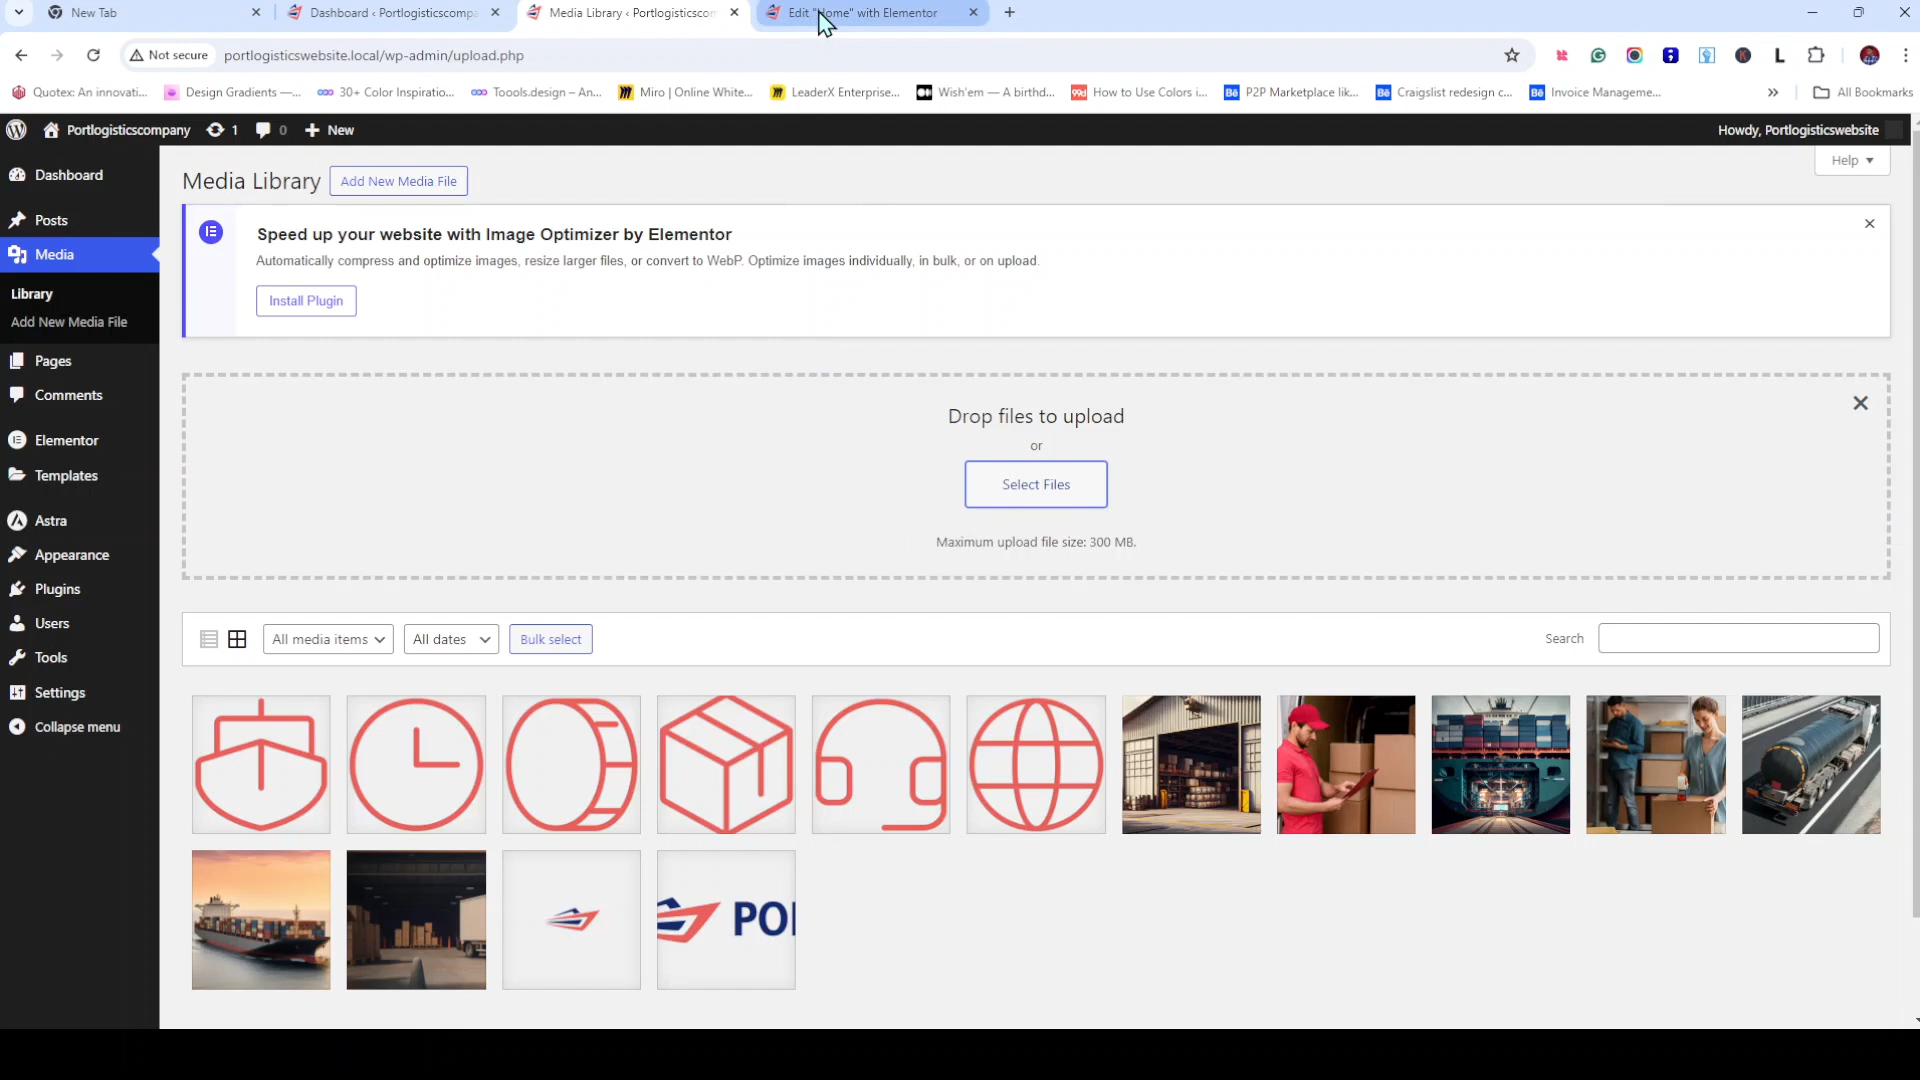 New Tab
Dashboard ‹ Portlogisticscompa
Media Library ‹ Portlogisticscom
Edit "Home" with Elementor
Not secure
portlogisticswebsite.local/wp-admin/upload.php
Quotex: An innovati...
Design Gradients —...
30+ Color Inspiratio...
Toools.design – An...
Miro | Online White...
LeaderX Enterprise...
Wish'em — A birthd...
How to Use Colors i...
P2P Marketplace lik...
Craigslist redesign c...
Invoice Manageme...
All Bookmarks
Portlogisticscompany
1
0
New
Howdy, Portlogisticswebsite
Help
Dashboard
Posts
Media
Library
Add New Media File
Pages
Comments
Elementor
Templates
Astra
Appearance
Plugins
Users
Tools
Settings
Collapse menu
Media Library
Add New Media File
Speed up your website with Image Optimizer by Elementor
Automatically compress and optimize images, resize larger files, or convert to WebP. Optimize images individually, in bulk, or on upload.
Install Plugin
Drop files to upload
or
Select Files
Maximum upload file size: 300 MB.
All media items
All dates
Bulk select
Search
POI